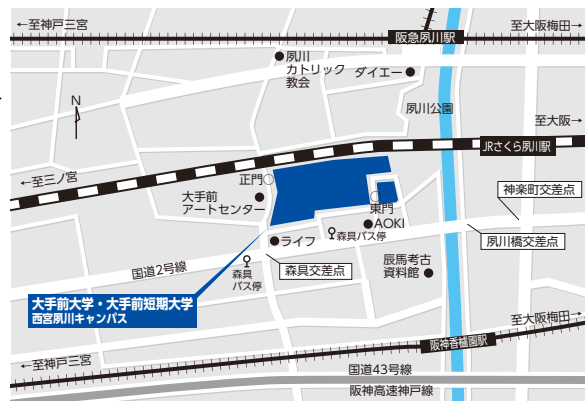 ←至神戸三宮
阪急夙川駅
至大阪梅田→
夙川
カトリック
教会
ダイエー
夙川公園
N
至大阪→
JRさくら夙川駅
←至三ノ宮
正門
大手前
アートセンター
東門
AOKI
神楽町交差点
森具バス停
夙川橋交差点
ライフ
国道2号線
森具
バス停
森具交差点
辰馬考古
資料館
大手前大学・大手前短期大学
西宮夙川キャンパス
至大阪梅田→
阪神香櫨園駅
←至神戸三宮
国道43号線
阪神高速神戸線